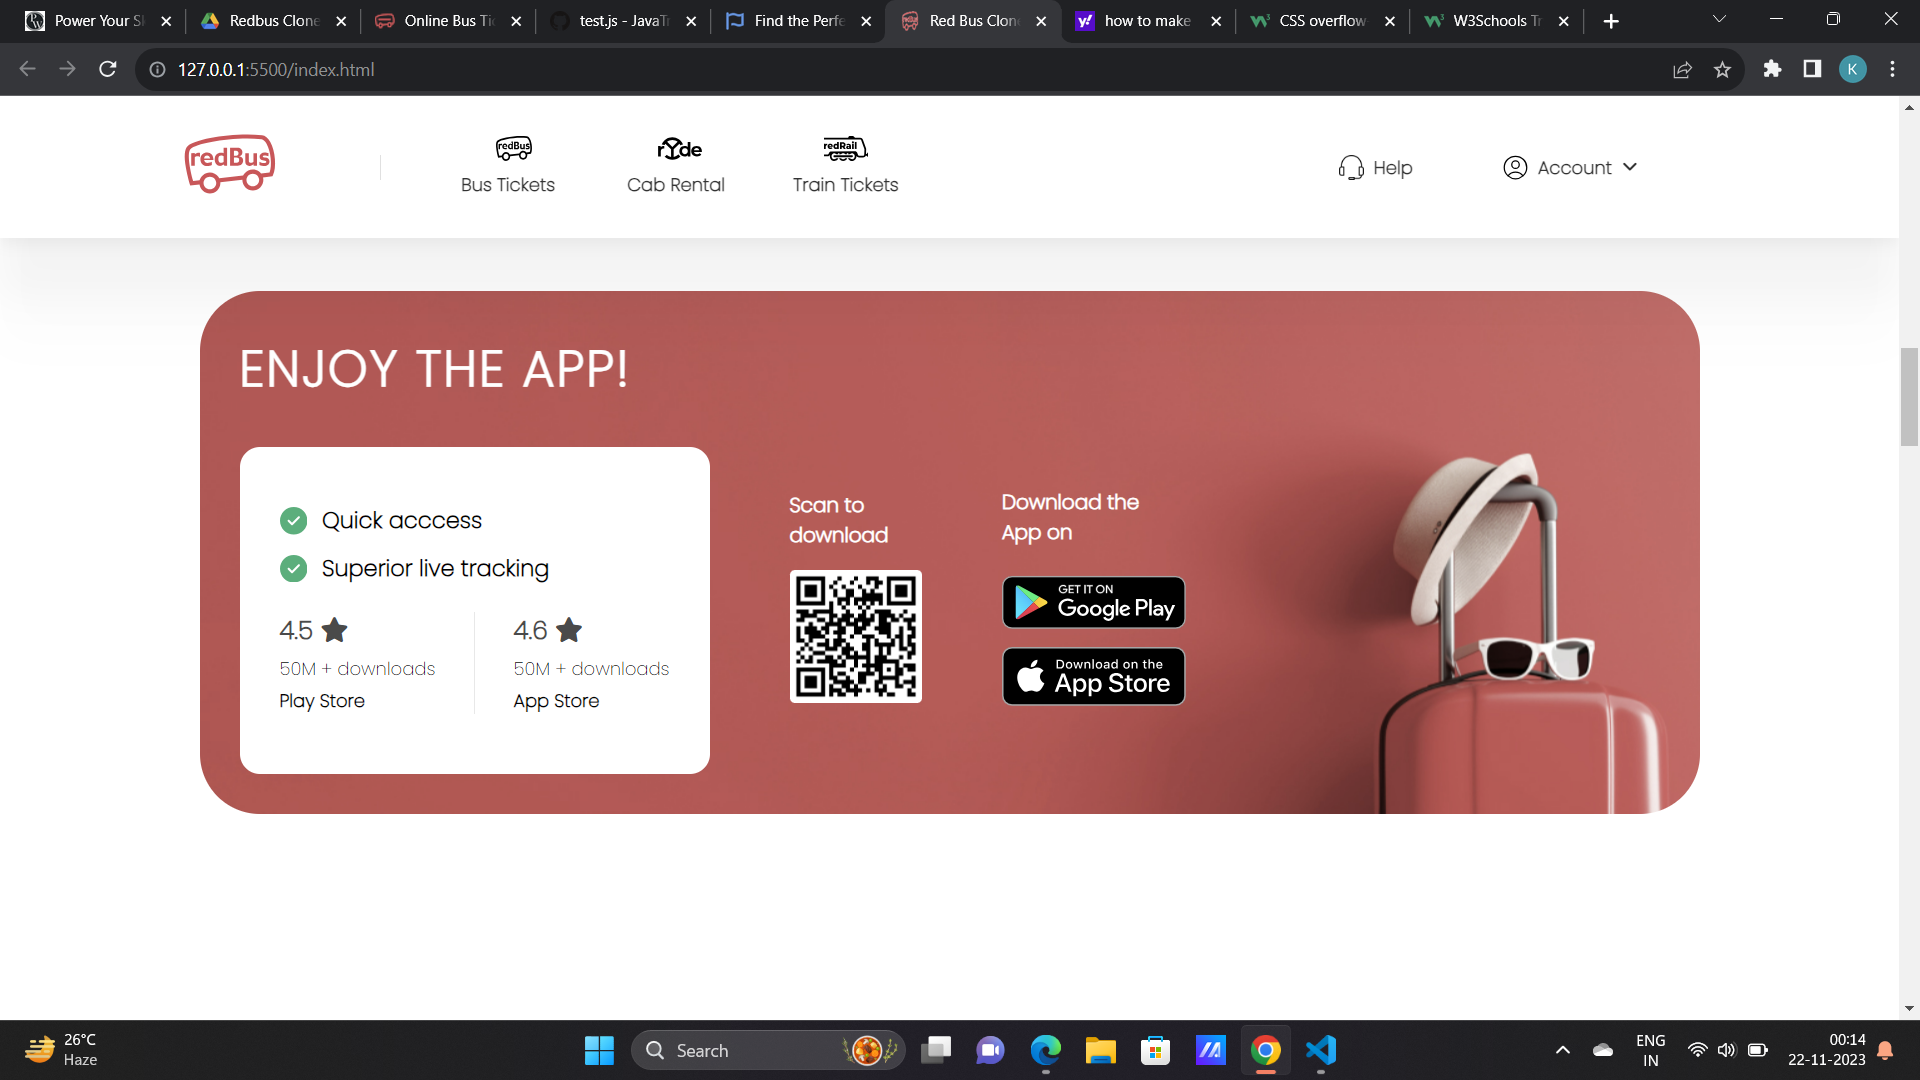 Power Your Sk
Redbus Clone
Online Bus Tic
test.js - JavaTr
Find the Perfe
Red Bus Clone
how to make
CSS overflow
W3Schools Tr
127.0.0.1:5500/index.html
K
redBus
redBus
Bus Tickets
rYde
Cab Rental
redRail
Train Tickets
Help
Account
ENJOY THE APP!
Quick acccess
Superior live tracking
4.5
50M + downloads
Play Store
4.6
50M + downloads
App Store
Scan to
download
Download the
App on
GET IT ON
Google Play
Download on the
App Store
26°C
Haze
Search
ENG
IN
00:14
22-11-2023